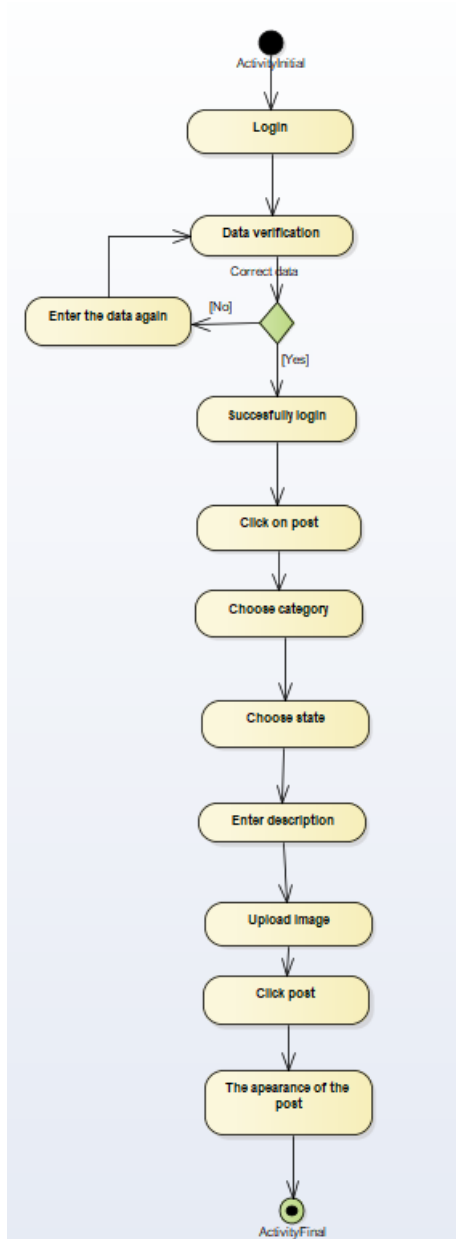 ActivityInitial
Login
Data verification
Correct data
Enter the data again
[No]
[Yes]
Succesfully login
Click on post
Choose category
Choose state
Enter description
Upload image
Click post
The apearance of the
post
ActivityFinal